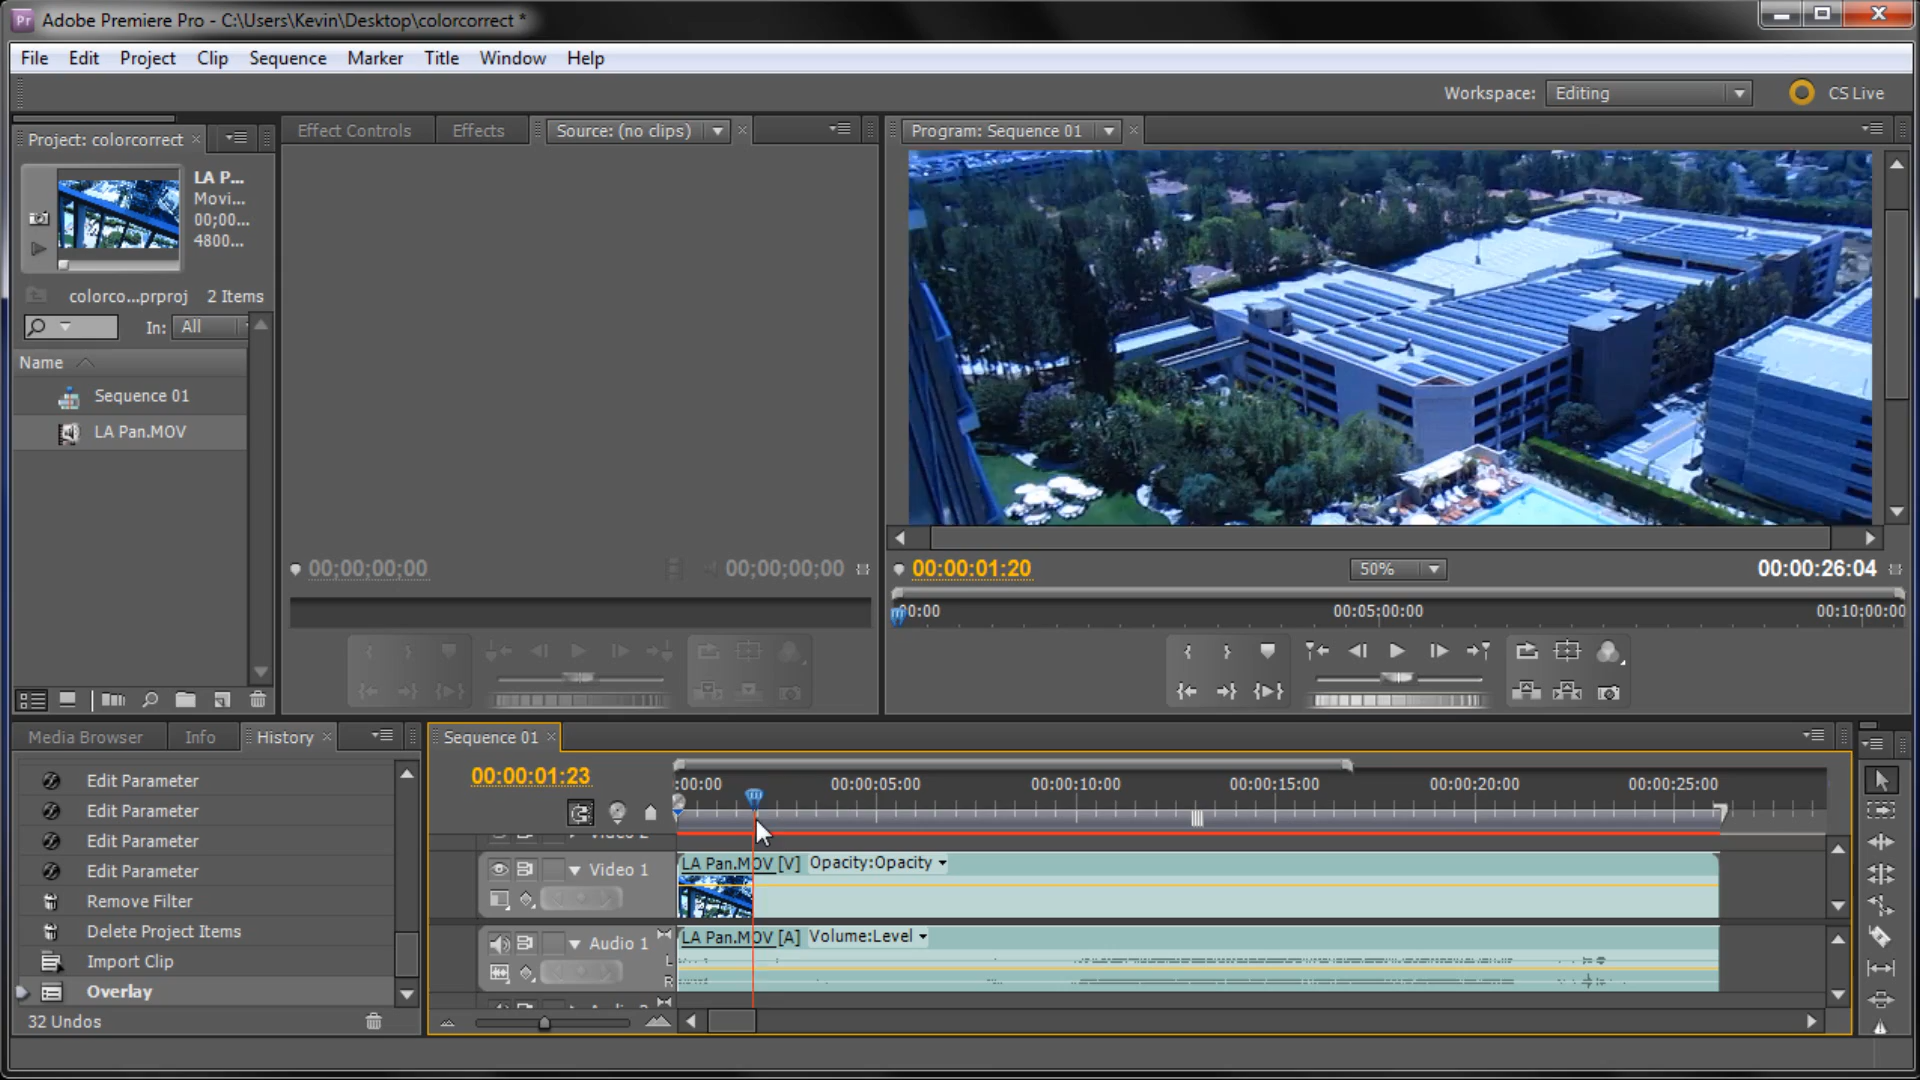 Pr Adobe Premiere Pro - C:\Users\Kevin\Desktop\colorcorrect *
File Edit Project Clip Sequence Marker Title Window Help
Workspace: Editing CS Live
Project: colorcorrect
Effect Controls Effects Source: (no clips)
Program: Sequence 01
LA P...
Movi...
00;00...
4800...
colorco...prproj 2 Items
In: All
Name
Sequence 01
LA Pan.MOV
00;00;00;00 00;00;00;00
00:00:01:20 50% 00:00:26:04
00:00 00:05:00:00 00:10:00:00
Media Browser Info History
Edit Parameter
Edit Parameter
Edit Parameter
Edit Parameter
Remove Filter
Delete Project Items
Import Clip
Overlay
32 Undos
Sequence 01
00:00:01:23
:00:00 00:00:05:00 00:00:10:00 00:00:15:00 00:00:20:00 00:00:25:00
Video 1 LA Pan.MOV [V] Opacity:Opacity
Audio 1 LA Pan.MOV [A] Volume:Level
L
R